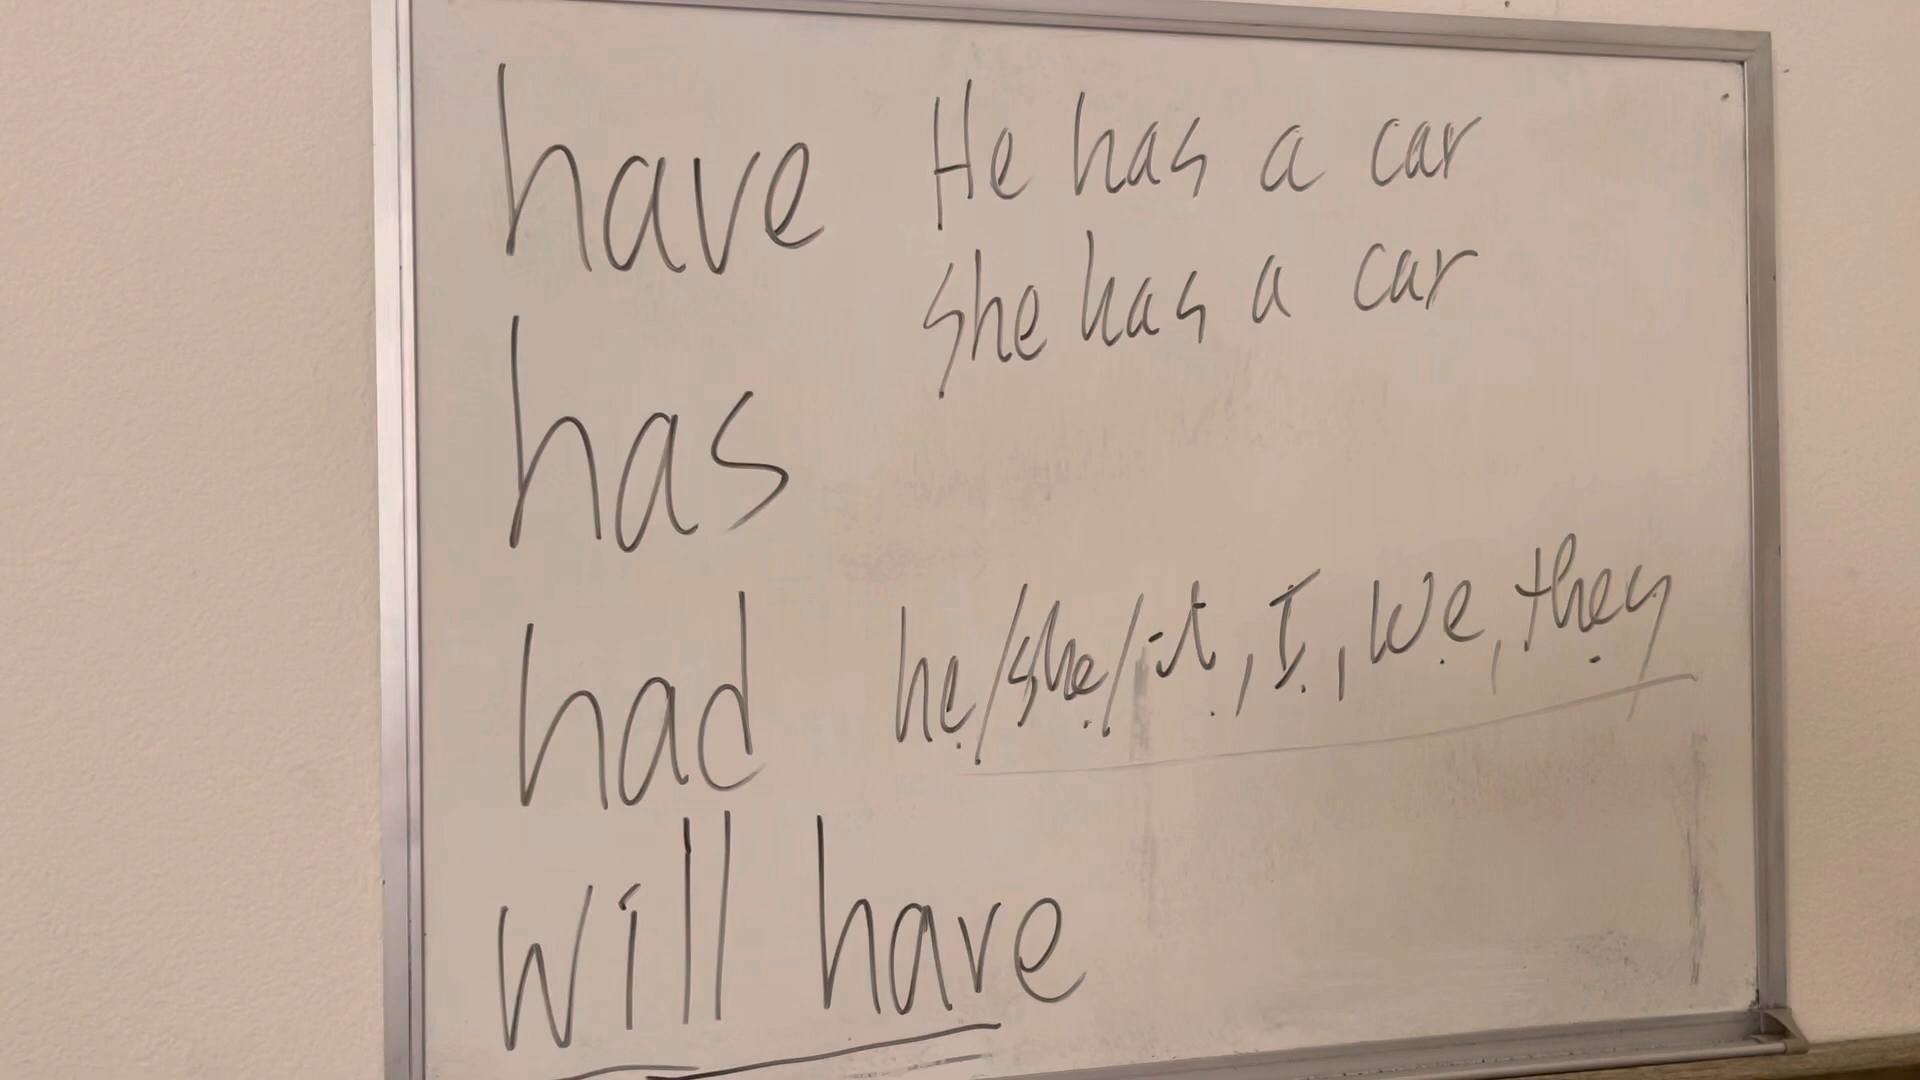 have He has a car
she has a car
has
had he/she/it, I, We, they
will have